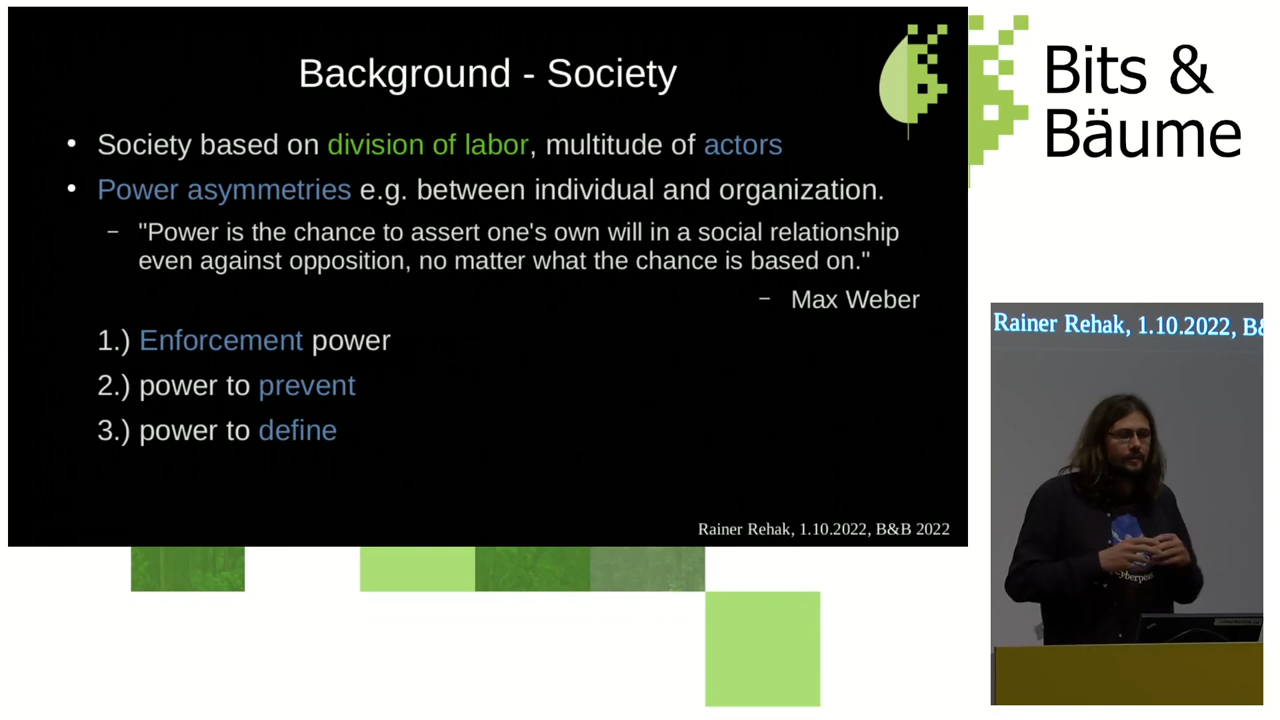 Background - Society
• Society based on division of labor, multitude of actors
• Power asymmetries e.g. between individual and organization.
– "Power is the chance to assert one's own will in a social relationship
even against opposition, no matter what the chance is based on."
– Max Weber
1.) Enforcement power
2.) power to prevent
3.) power to define
Rainer Rehak, 1.10.2022, B&B 2022
Bits &
Bäume
Rainer Rehak, 1.10.2022, B&